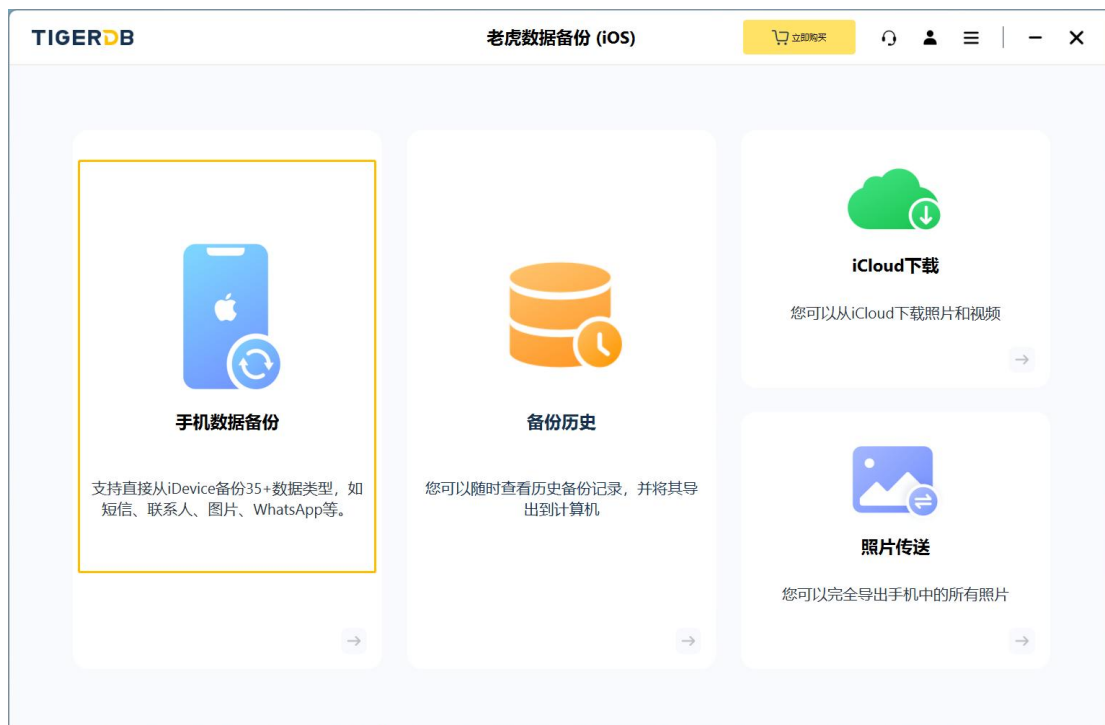 TIGERDB
老虎数据备份 (iOS)
立即购买
手机数据备份
支持直接从iDevice备份35+数据类型，如
短信、联系人、图片、WhatsApp等。
备份历史
您可以随时查看历史备份记录，并将其导
出到计算机
iCloud下载
您可以从iCloud下载照片和视频
照片传送
您可以完全导出手机中的所有照片